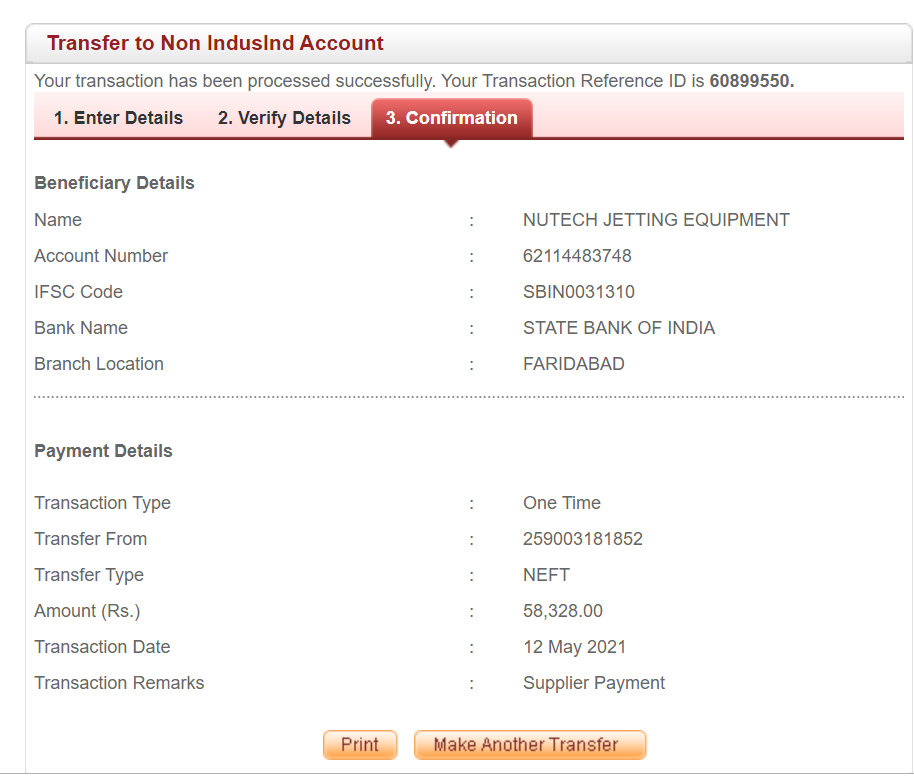 Transfer to Non IndusInd Account
Your transaction has been processed successfully. Your Transaction Reference ID is 60899550.
1. Enter Details 2. Verify Details 3. Confirmation
Beneficiary Details
Name : NUTECH JETTING EQUIPMENT
Account Number : 62114483748
IFSC Code : SBIN0031310
Bank Name : STATE BANK OF INDIA
Branch Location : FARIDABAD
Payment Details
Transaction Type : One Time
Transfer From : 259003181852
Transfer Type : NEFT
Amount (Rs.) : 58,328.00
Transaction Date : 12 May 2021
Transaction Remarks : Supplier Payment
Print Make Another Transfer